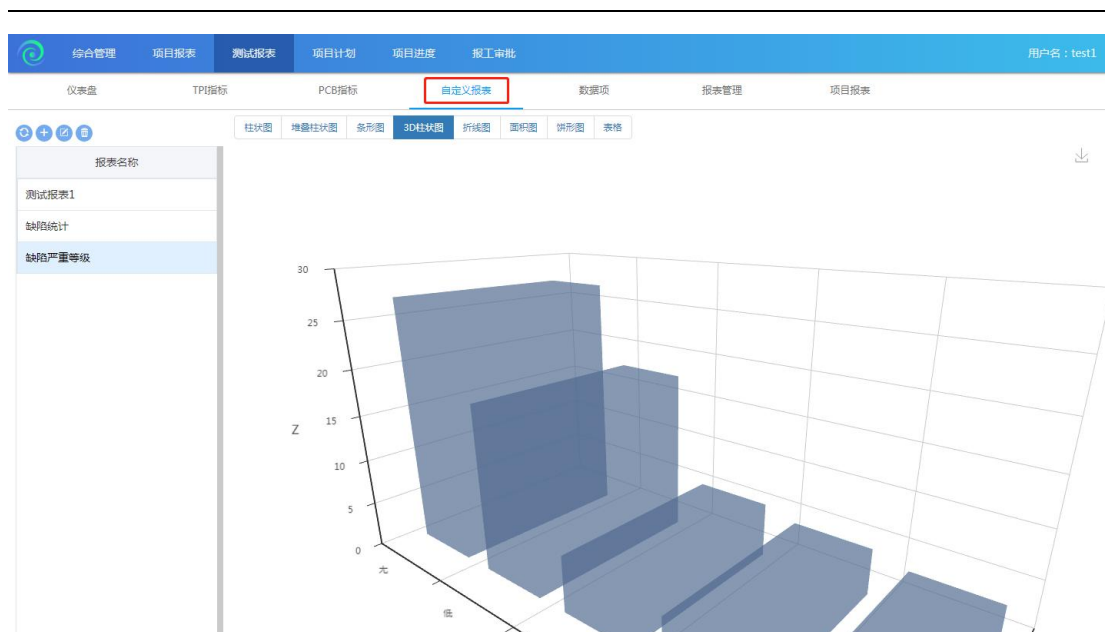 综合管理 项目报表 测试报表 项目计划 项目进度 报工审批 用户名：test1
仪表盘 TPI指标 PCB指标 自定义报表 数据项 报表管理 项目报表
柱状图 堆叠柱状图 条形图 3D柱状图 折线图 面积图 饼形图 表格
报表名称
测试报表1
缺陷统计
缺陷严重等级
30
25
20
15
Z
10
5
0
无
低